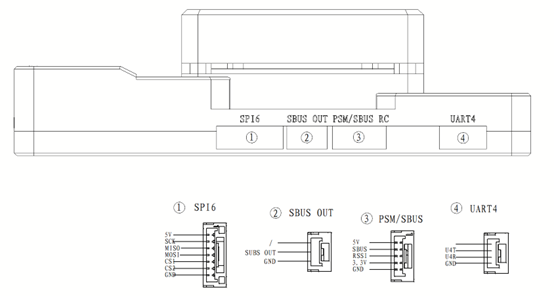 SPI6 SBUS OUT PSM/SBUS RC UART4
① ② ③ ④
① SPI6
5V
SCK
MISO
MOSI
CS1
CS2
GND
② SBUS OUT
/
SUBS OUT
GND
③ PSM/SBUS
5V
SBUS
RSSI
3.3V
GND
④ UART4
U4T
U4R
GND